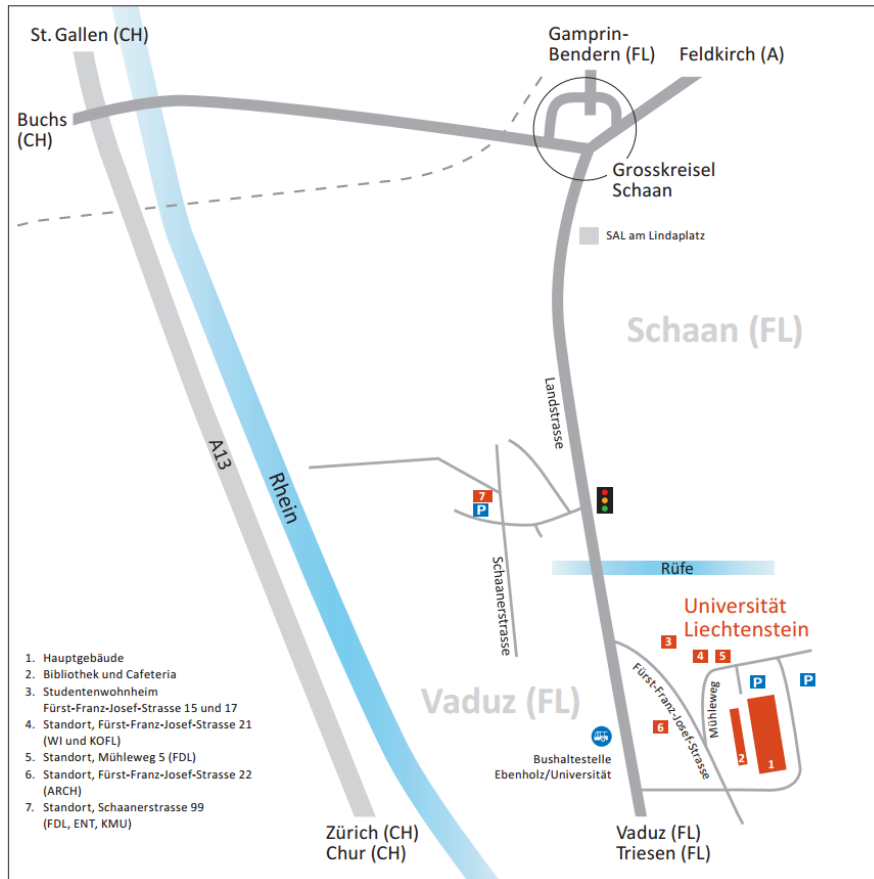 St. Gallen (CH)
Gamprin-
Bendern (FL)
Feldkirch (A)
Buchs
(CH)
Grosskreisel
Schaan
SAL am Lindaplatz
Schaan (FL)
Landstrasse
A13
Rhein
7
P
Schaanerstrasse
Rüfe
Universität
Liechtenstein
3
4
5
P
P
Fürst-Franz-Josef-Strasse
Mühleweg
Vaduz (FL)
6
2
1
Bushaltestelle
Ebenholz/Universität
1. Hauptgebäude
2. Bibliothek und Cafeteria
3. Studentenwohnheim
Fürst-Franz-Josef-Strasse 15 und 17
4. Standort, Fürst-Franz-Josef-Strasse 21
(WI und KOFL)
5. Standort, Mühleweg 5 (FDL)
6. Standort, Fürst-Franz-Josef-Strasse 22
(ARCH)
7. Standort, Schaanerstrasse 99
(FDL, ENT, KMU)
Zürich (CH)
Chur (CH)
Vaduz (FL)
Triesen (FL)